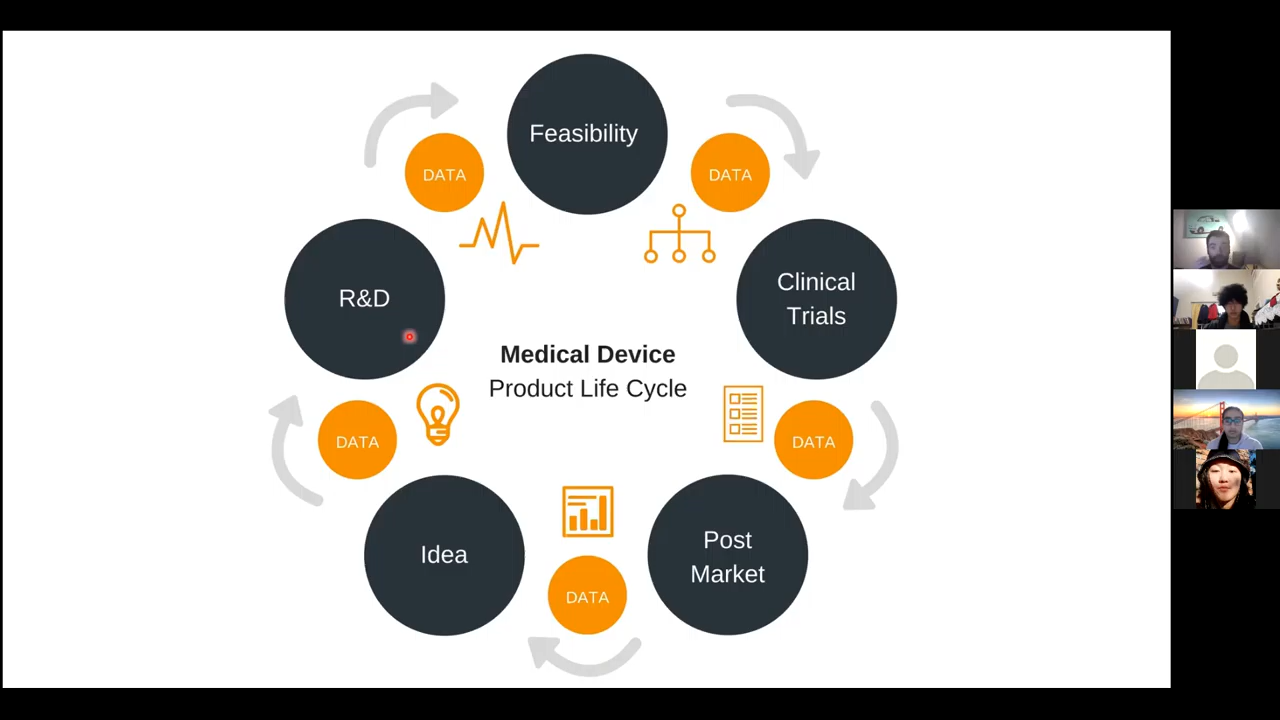 Feasibility
DATA
DATA
R&D
Clinical
Trials
Medical Device
Product Life Cycle
DATA
DATA
Idea
Post
Market
DATA